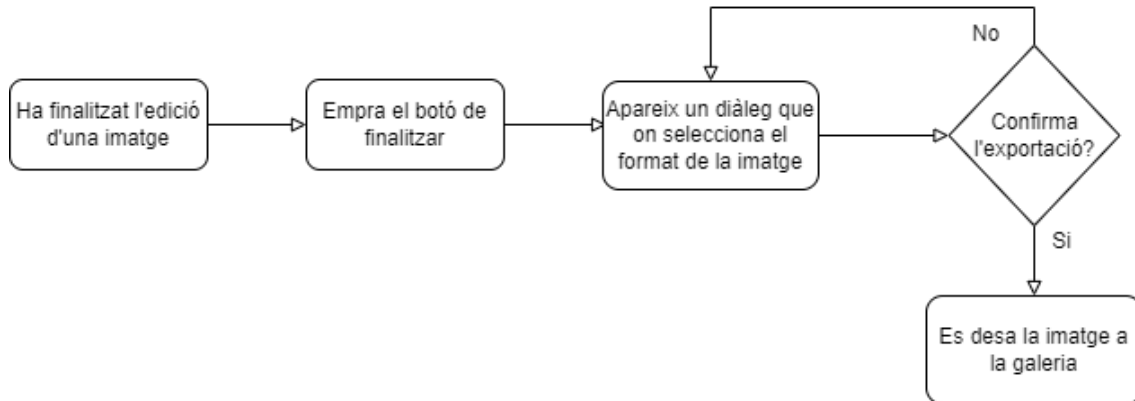 Ha finalitzat l'edició
d'una imatge
Empra el botó de
finalitzar
Apareix un diàleg que
on selecciona el
format de la imatge
No
Confirma
l'exportació?
Si
Es desa la imatge a
la galeria